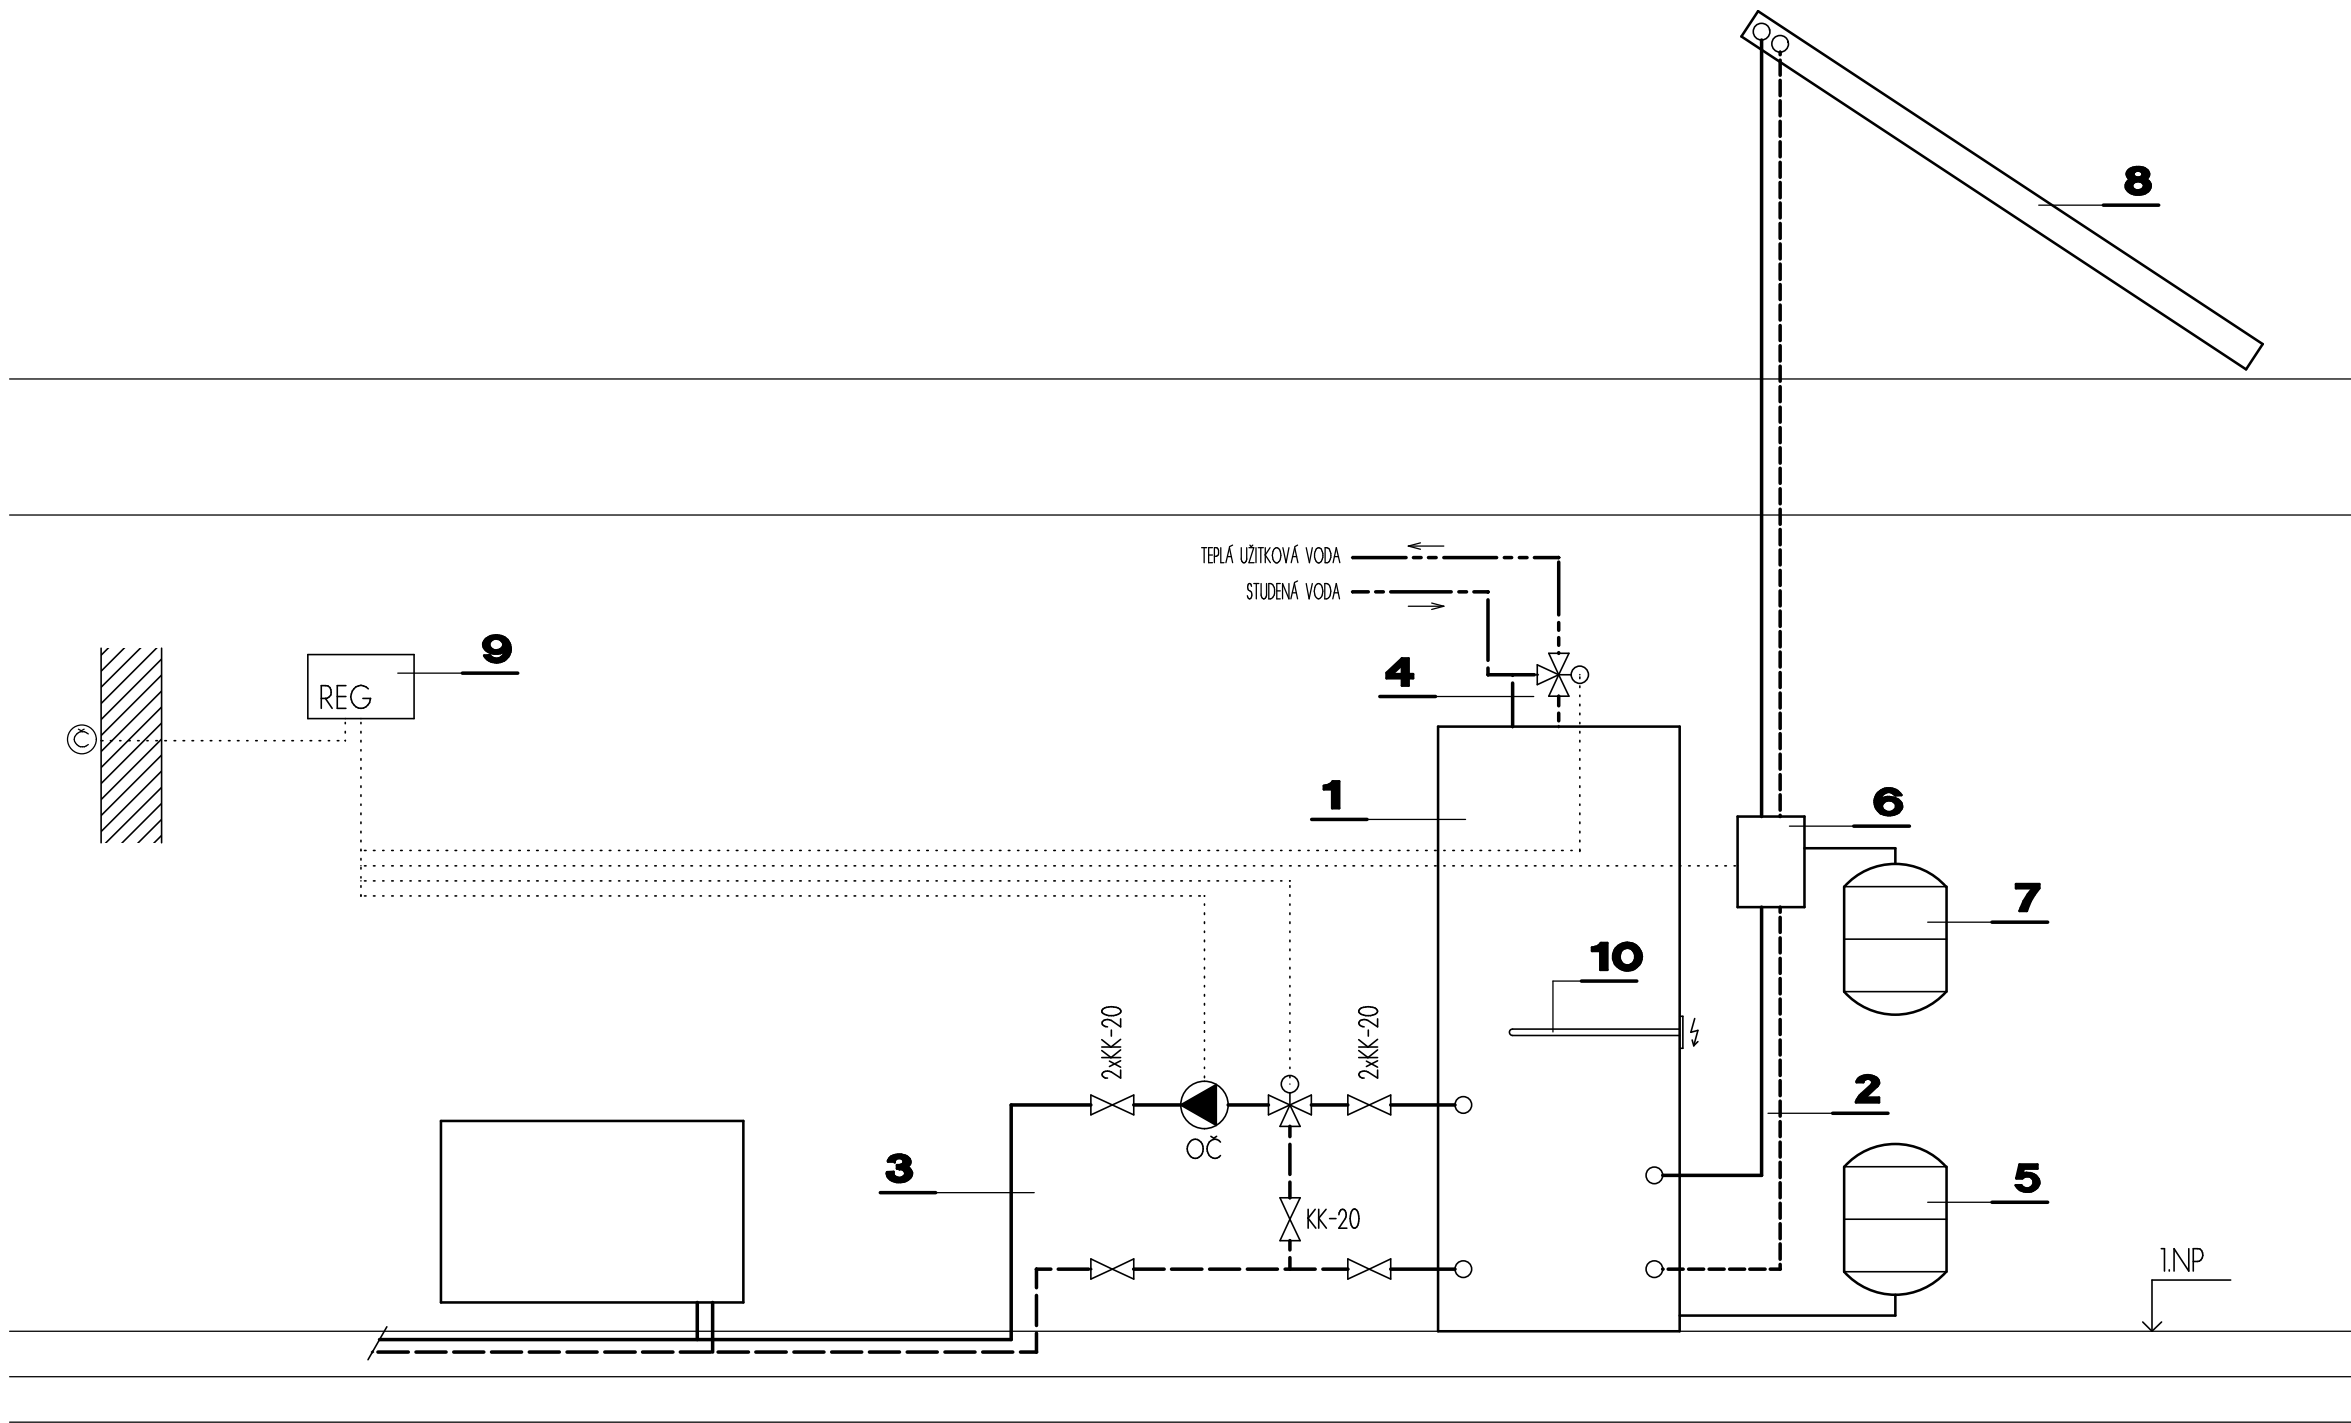 8
TEPLÁ UŽITKOVÁ VODA
STUDENÁ VODA
9
REG
4
Č
1
6
7
10
2xKK-20
2xKK-20
2
OČ
3
5
KK-20
1.NP